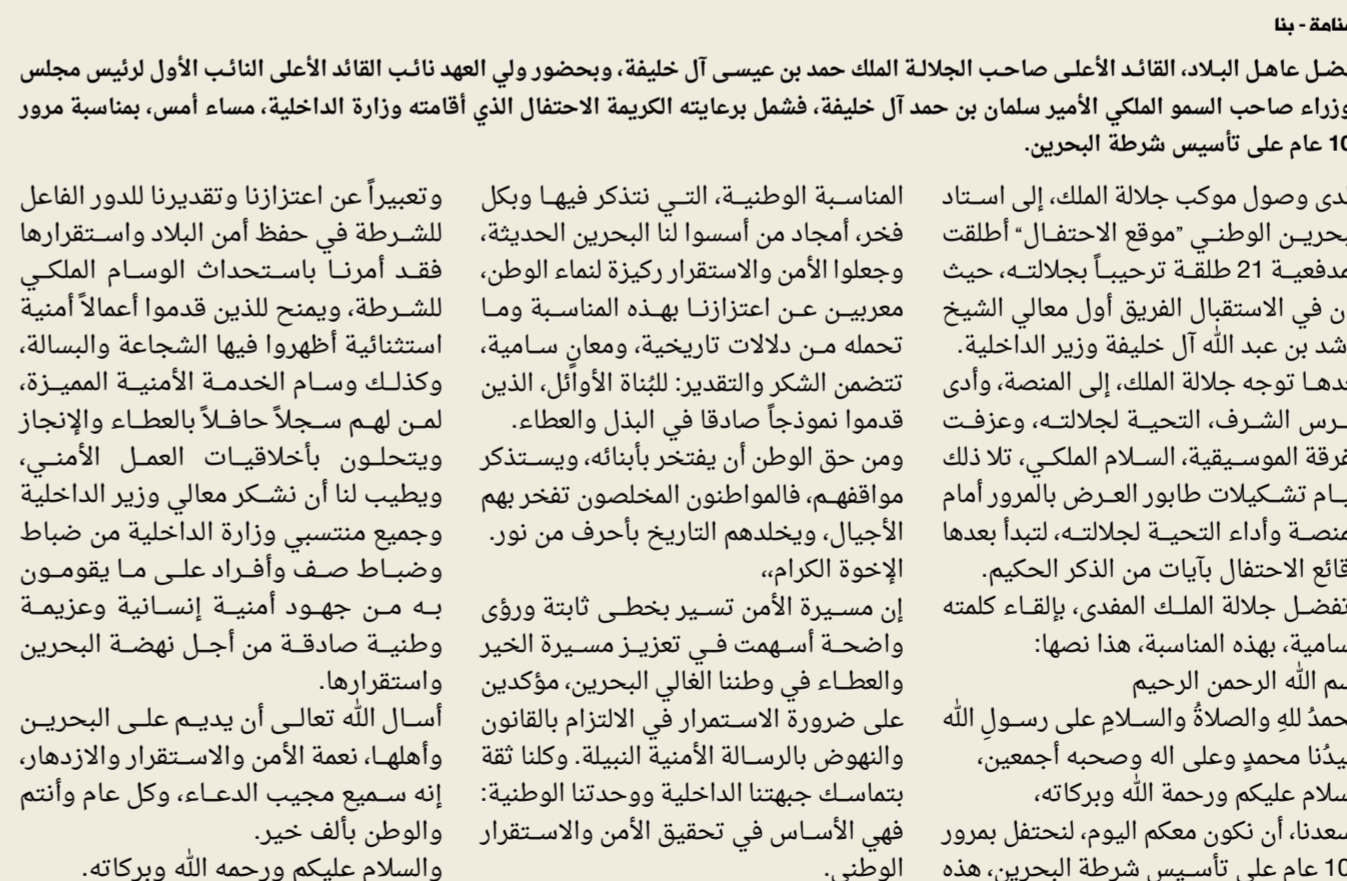 منامة - بنا
ضل عاهل البلاد، القائد الأعلى صاحب الجلالة الملك حمد بن عيسى آل خليفة، وبحضور ولي العهد نائب القائد الأعلى النائب الأول لرئيس مجلس
وزراء صاحب السمو الملكي الأمير سلمان بن حمد آل خليفة، فشمل برعايته الكريمة الاحتفال الذي أقامته وزارة الداخلية، مساء أمس، بمناسبة مرور
10 عام على تأسيس شرطة البحرين.
لدى وصول موكب جلالة الملك، إلى استاد
بحرين الوطني "موقع الاحتفال" أطلقت
مدفعية 21 طلقة ترحيباً بجلالته، حيث
ن في الاستقبال الفريق أول معالي الشيخ
شد بن عبد الله آل خليفة وزير الداخلية.
عدها توجه جلالة الملك، إلى المنصة، وأدى
رس الشرف، التحية لجلالته، وعزفت
فرقة الموسيقية، السلام الملكي، تلا ذلك
يام تشكيلات طابور العرض بالمرور أمام
منصة وأداء التحية لجلالته، لتبدأ بعدها
قائع الاحتفال بآيات من الذكر الحكيم.
تفضل جلالة الملك المفدى، بإلقاء كلمته
سامية، بهذه المناسبة، هذا نصها:
سم الله الرحمن الرحيم
حمدُ للهِ والصلاةُ والسلامِ على رسولِ الله
يدُنا محمدٍ وعلى اله وصحبه أجمعين،
سلام عليكم ورحمة الله وبركاته،
سعدنا، أن نكون معكم اليوم، لنحتفل بمرور
10 عام على تأسيس شرطة البحرين، هذه
المناسبة الوطنية، التي نتذكر فيها وبكل
فخر، أمجاد من أسسوا لنا البحرين الحديثة،
وجعلوا الأمن والاستقرار ركيزة لنماء الوطن،
معربين عن اعتزازنا بهذه المناسبة وما
تحمله من دلالات تاريخية، ومعانٍ سامية،
تتضمن الشكر والتقدير: للبُناة الأوائل، الذين
قدموا نموذجاً صادقا في البذل والعطاء.
ومن حق الوطن أن يفتخر بأبنائه، ويستذكر
مواقفهم، فالمواطنون المخلصون تفخر بهم
الأجيال، ويخلدهم التاريخ بأحرف من نور.
الإخوة الكرام،،
إن مسيرة الأمن تسير بخطى ثابتة ورؤى
واضحة أسهمت في تعزيز مسيرة الخير
والعطاء في وطننا الغالي البحرين، مؤكدين
على ضرورة الاستمرار في الالتزام بالقانون
والنهوض بالرسالة الأمنية النبيلة. وكلنا ثقة
بتماسك جبهتنا الداخلية ووحدتنا الوطنية:
فهي الأساس في تحقيق الأمن والاستقرار
الوطني.
وتعبيراً عن اعتزازنا وتقديرنا للدور الفاعل
للشرطة في حفظ أمن البلاد واستقرارها
فقد أمرنا باستحداث الوسام الملكي
للشرطة، ويمنح للذين قدموا أعمالاً أمنية
استثنائية أظهروا فيها الشجاعة والبسالة،
وكذلك وسام الخدمة الأمنية المميزة،
لمن لهم سجلاً حافلاً بالعطاء والإنجاز
ويتحلون بأخلاقيات العمل الأمني،
ويطيب لنا أن نشكر معالي وزير الداخلية
وجميع منتسبي وزارة الداخلية من ضباط
وضباط صف وأفراد على ما يقومون
به من جهود أمنية إنسانية وعزيمة
وطنية صادقة من أجل نهضة البحرين
واستقرارها.
أسال الله تعالى أن يديم على البحرين
وأهلها، نعمة الأمن والاستقرار والازدهار،
إنه سميع مجيب الدعاء، وكل عام وأنتم
والوطن بألف خير.
والسلام عليكم ورحمه الله وبركاته.